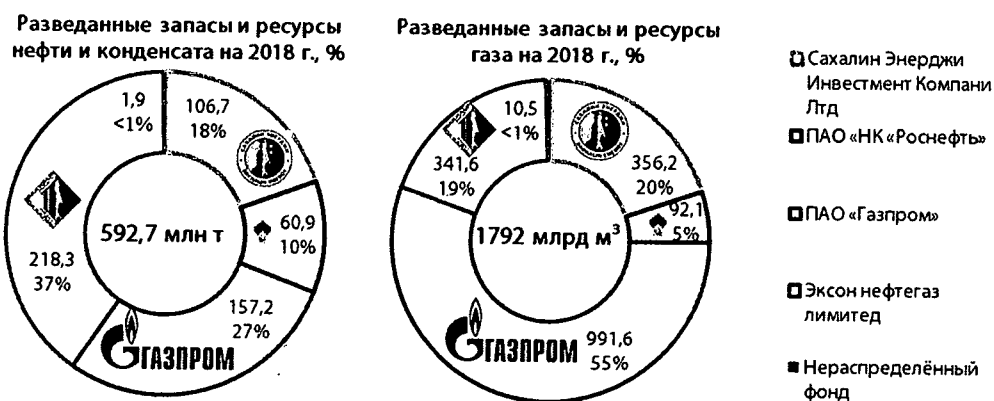 Разведанные запасы и ресурсы
нефти и конденсата на 2018 г., %
1,9
<1%
106,7
18%
60,9
10%
592,7 млн т
218,3
37%
157,2
27%
ГАЗПРОМ
Разведанные запасы и ресурсы
газа на 2018 г., %
10,5
<1%
341,6
19%
356,2
20%
92,1
5%
1792 млрд м³
ГАЗПРОМ
991,6
55%
Сахалин Энерджи
Инвестмент Компани
Лтд
ПАО «НК «Роснефть»
ПАО «Газпром»
Эксон нефтегаз
лимитед
Нераспределённый
фонд